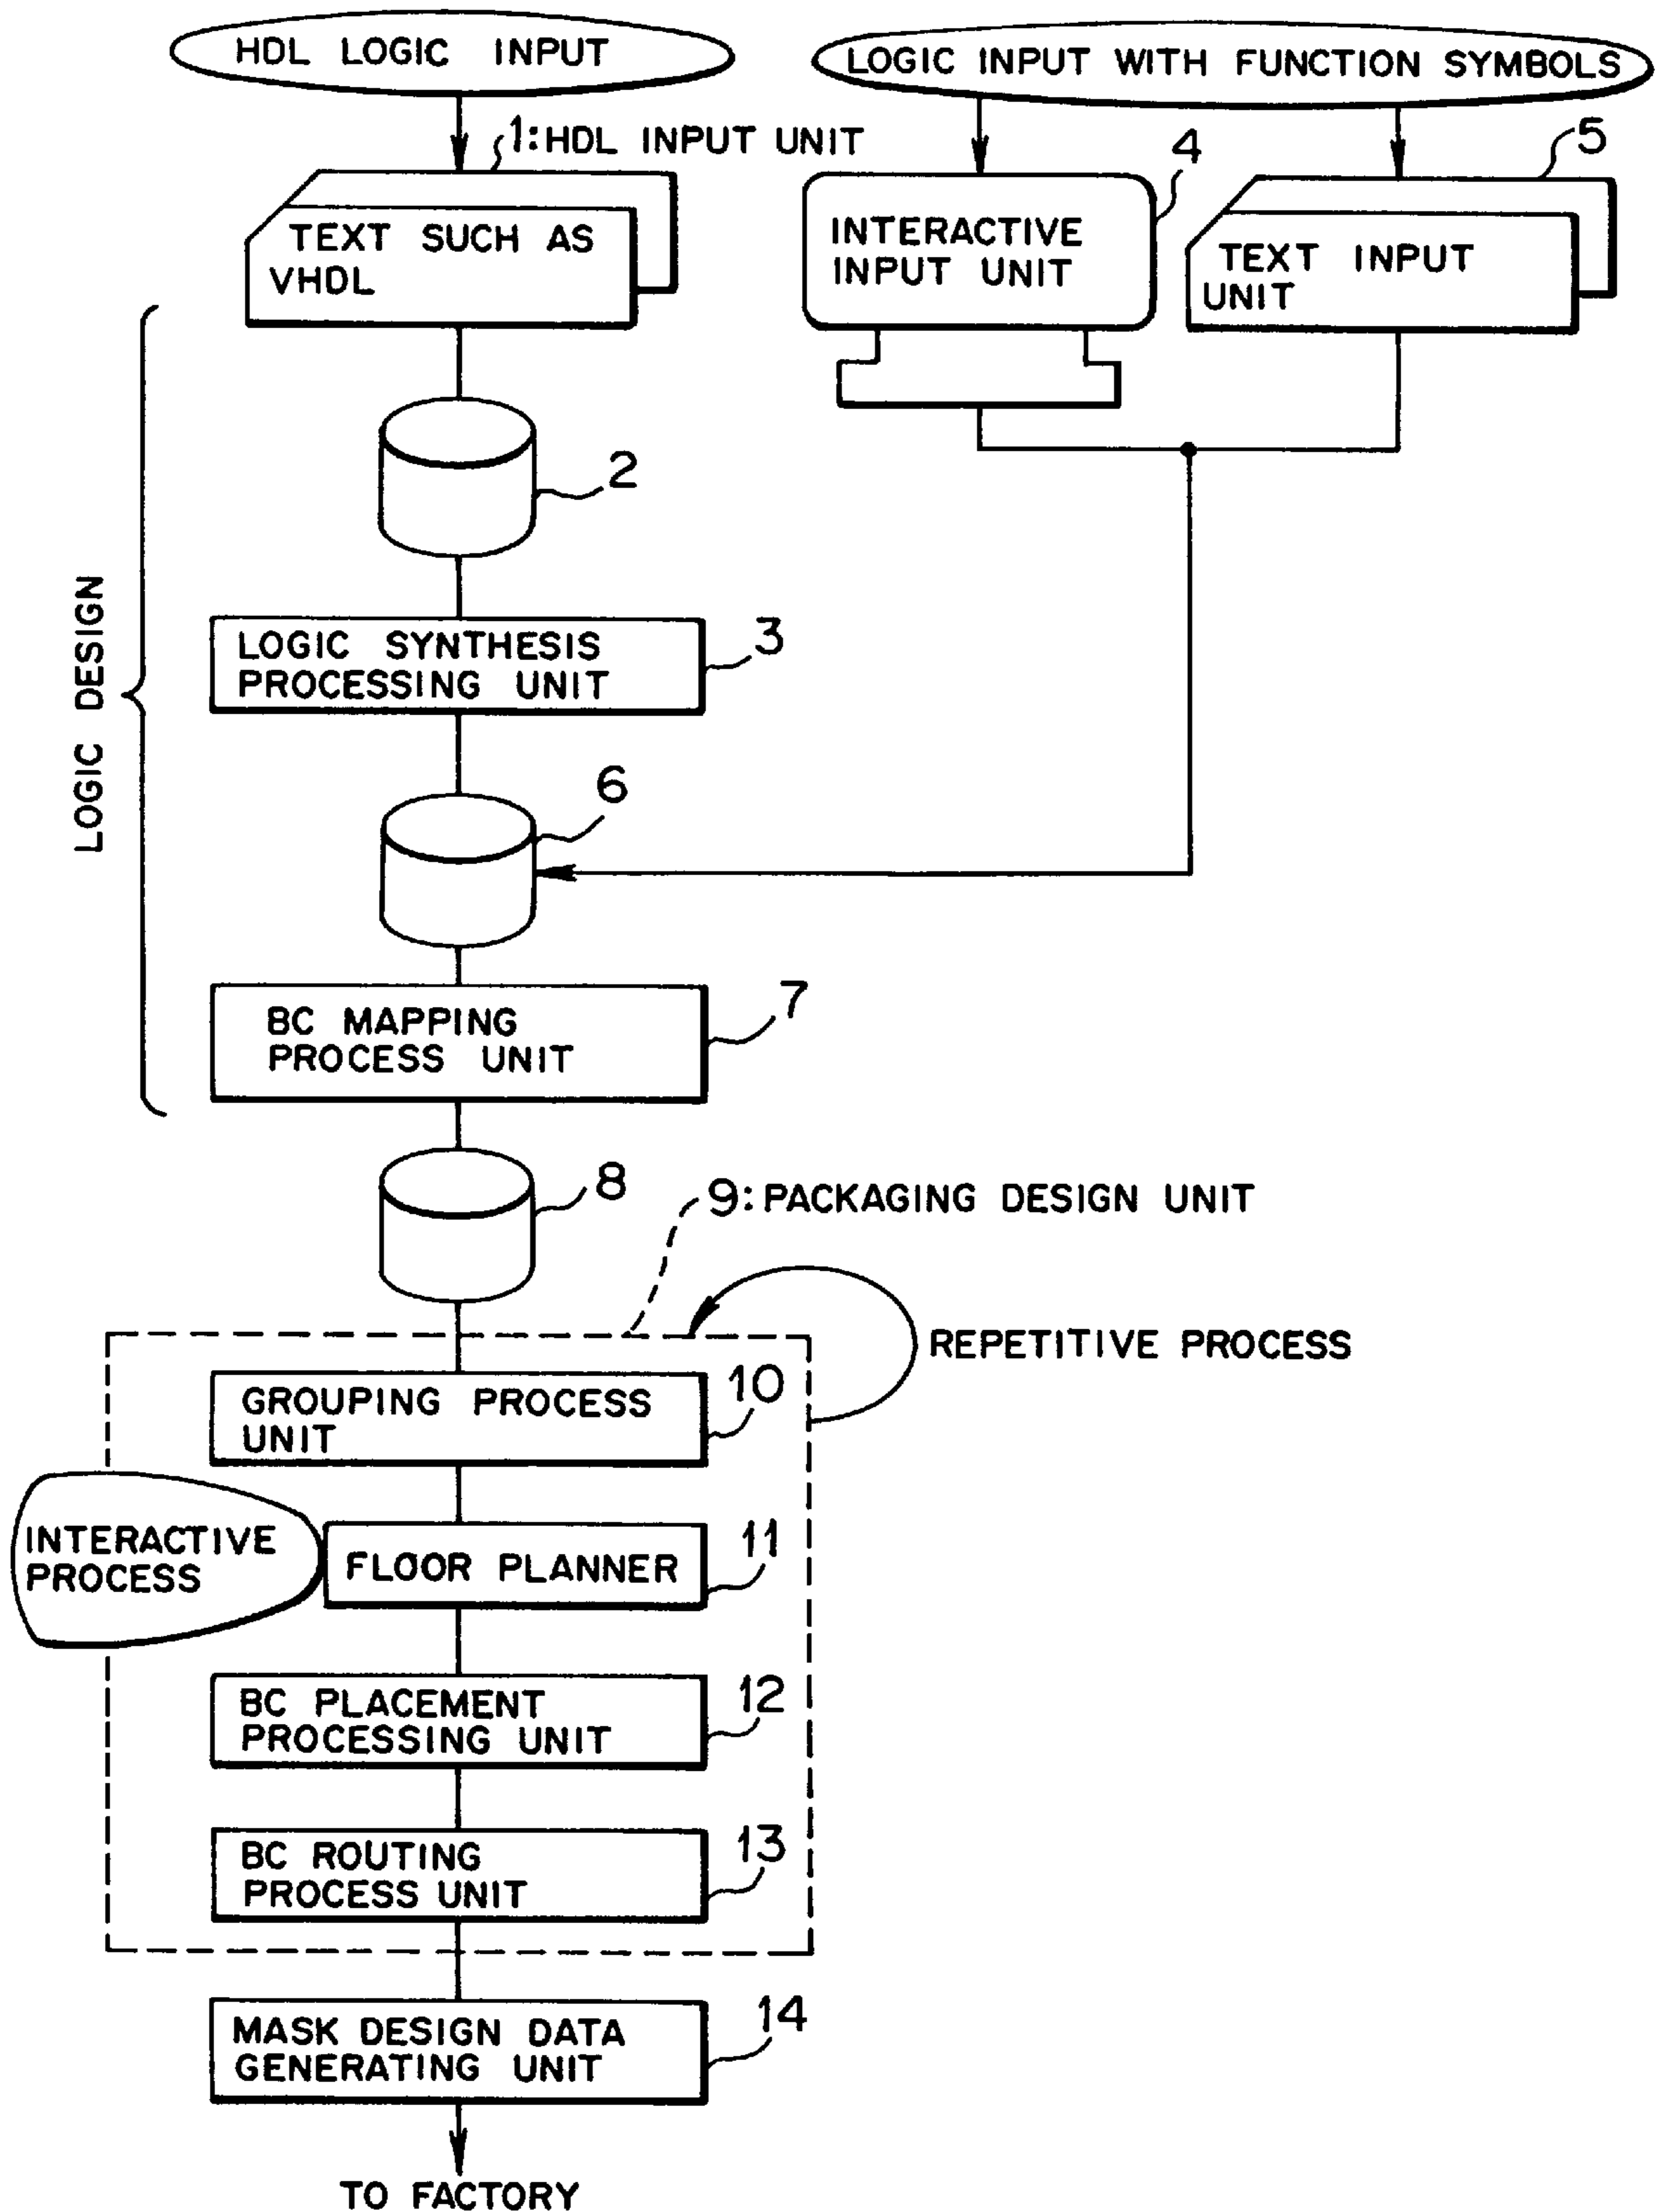 HDL LOGIC INPUT
LOGIC INPUT WITH FUNCTION SYMBOLS
1: HDL INPUT UNIT
TEXT SUCH AS
VHDL
4
INTERACTIVE
INPUT UNIT
5
TEXT INPUT
UNIT
LOGIC DESIGN
2
3
LOGIC SYNTHESIS
PROCESSING UNIT
6
7
BC MAPPING
PROCESS UNIT
8
9: PACKAGING DESIGN UNIT
REPETITIVE PROCESS
10
GROUPING PROCESS
UNIT
INTERACTIVE
PROCESS
11
FLOOR PLANNER
12
BC PLACEMENT
PROCESSING UNIT
13
BC ROUTING
PROCESS UNIT
14
MASK DESIGN DATA
GENERATING UNIT
TO FACTORY